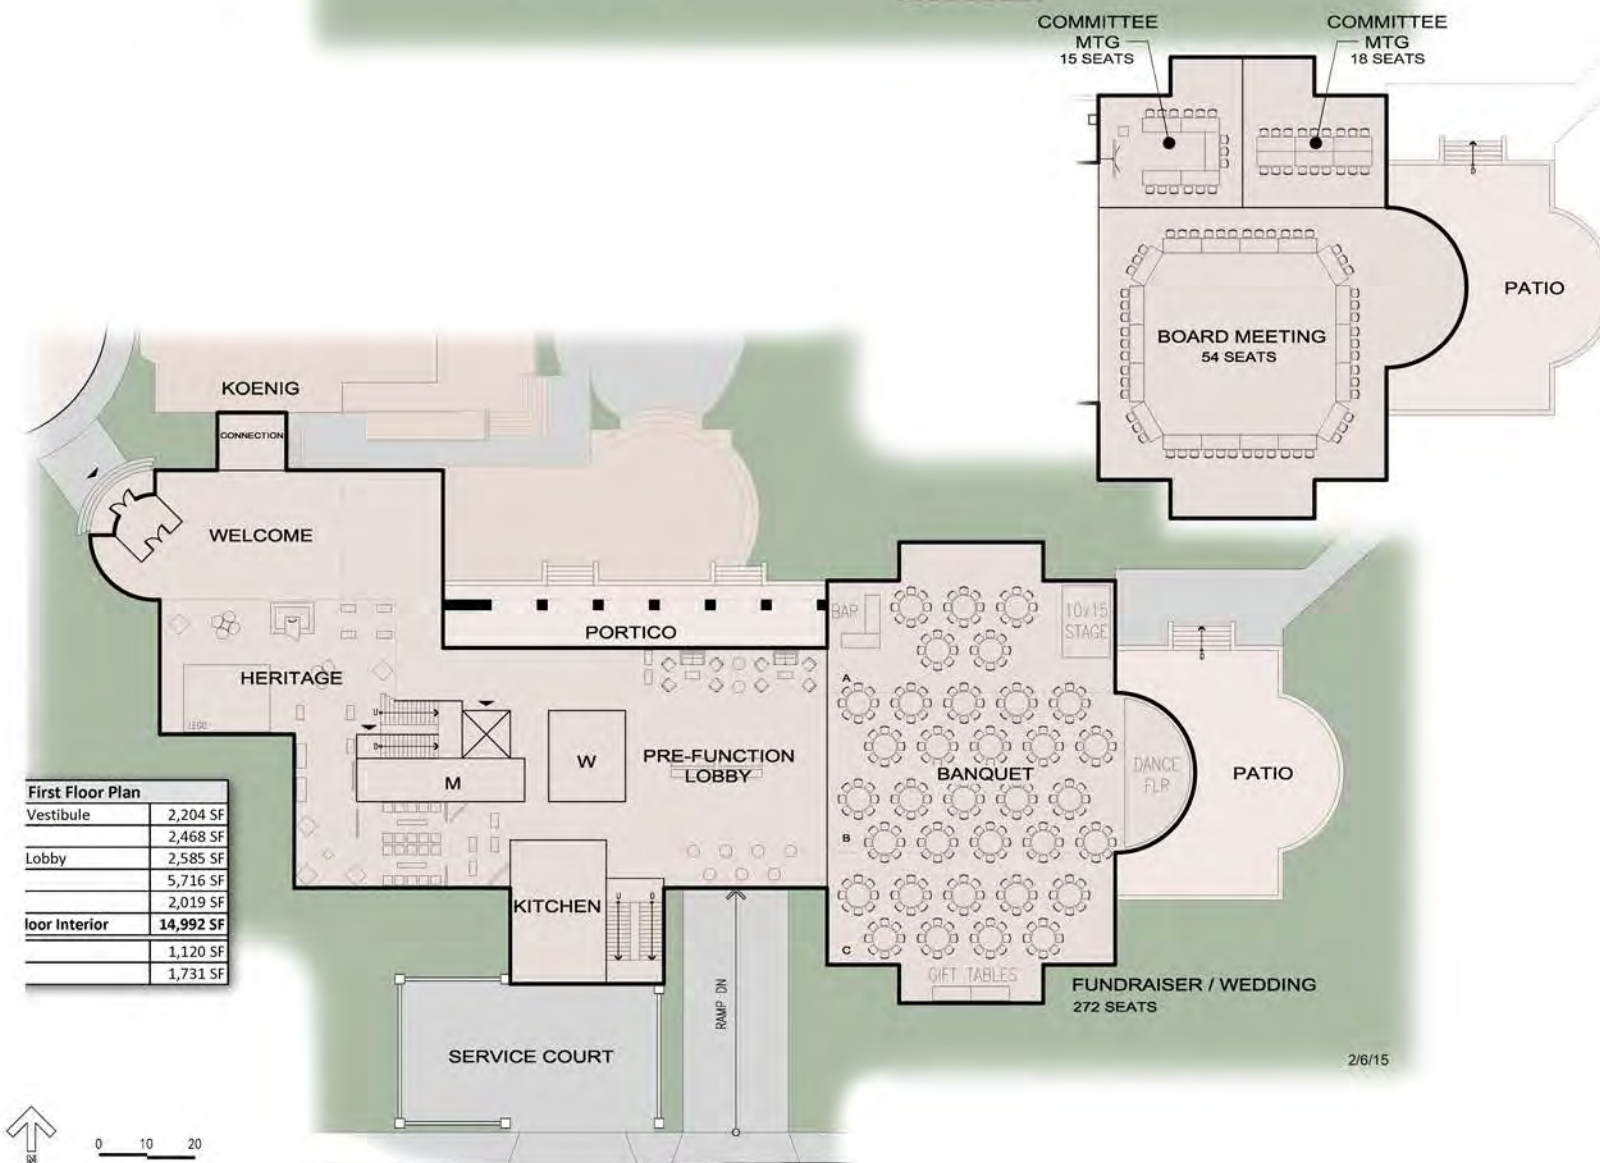 COMMITTEE
MTG
15 SEATS
COMMITTEE
MTG
18 SEATS
PATIO
BOARD MEETING
54 SEATS
KOENIG
CONNECTION
WELCOME
PORTICO
BAR
10x15
STAGE
HERITAGE
A
U
D
D
LEGO
M
W
PRE-FUNCTION
LOBBY
BANQUET
DANCE
FLR
PATIO
First Floor Plan
Vestibule 2,204 SF
2,468 SF
Lobby 2,585 SF
5,716 SF
2,019 SF
loor Interior 14,992 SF
1,120 SF
1,731 SF
B
KITCHEN
U D
C
GIFT TABLES
FUNDRAISER / WEDDING
272 SEATS
RAMP DN
SERVICE COURT
2/6/15
0 10 20